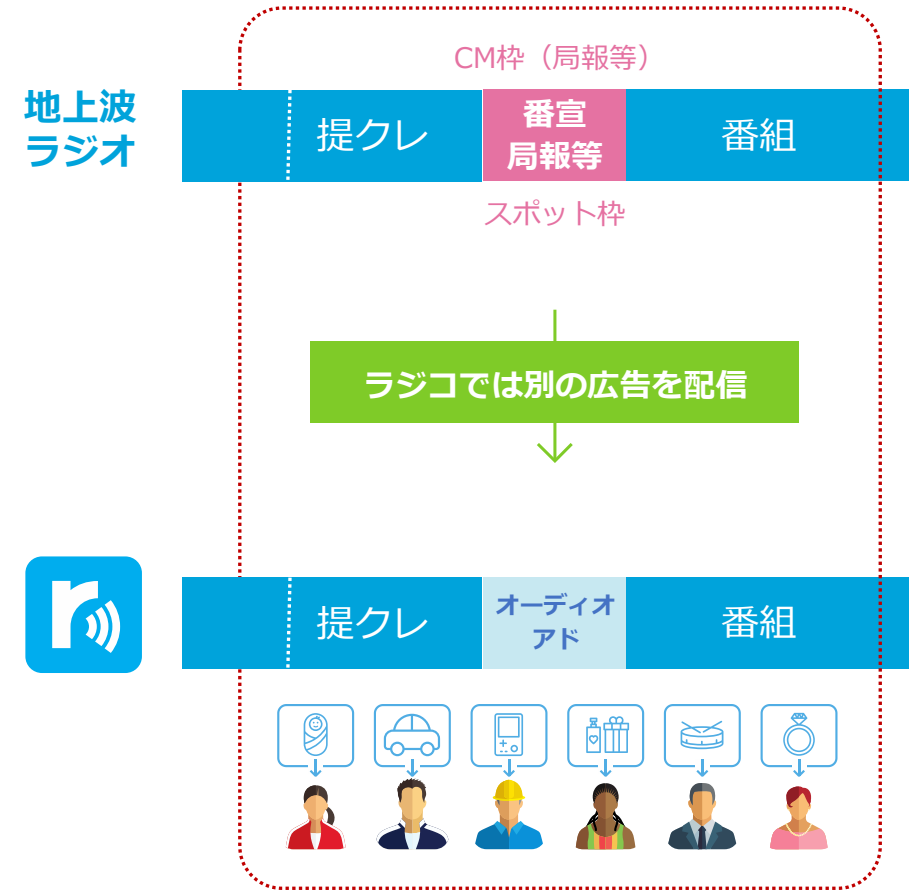 CM枠（局報等）
地上波
ラジオ
提クレ
番宣
局報等
番組
スポット枠
ラジコでは別の広告を配信
r
提クレ
オーディオ
アド
番組